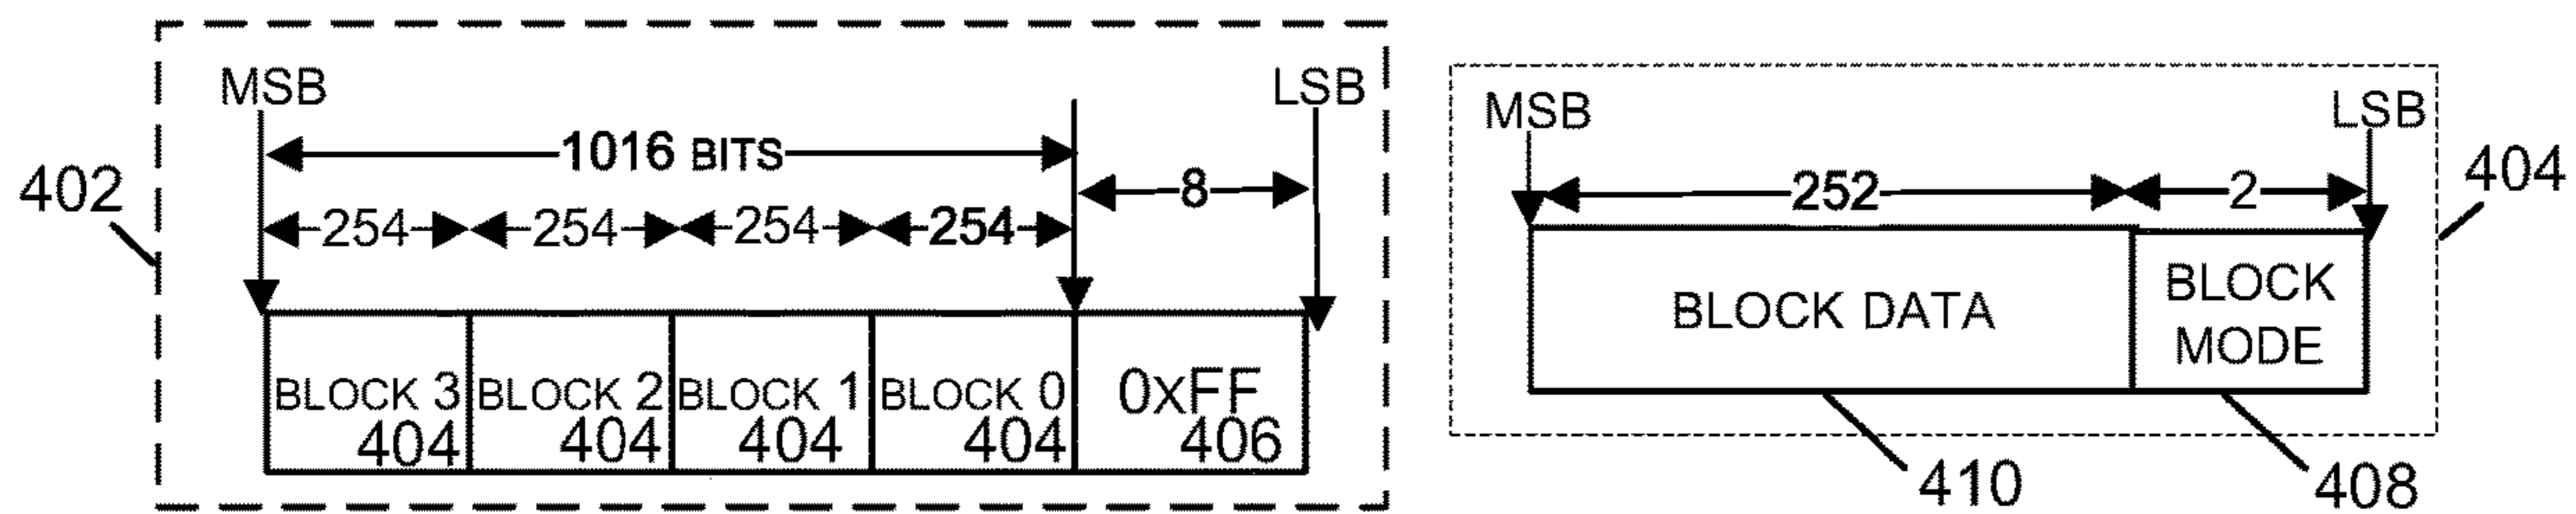 MSB LSB
1016 BITS
8
402
254 254 254 254
BLOCK 3 BLOCK 2 BLOCK 1 BLOCK 0 0XFF
404 404 404 404 406
MSB LSB
404
252 2
BLOCK DATA
BLOCK
MODE
410
408